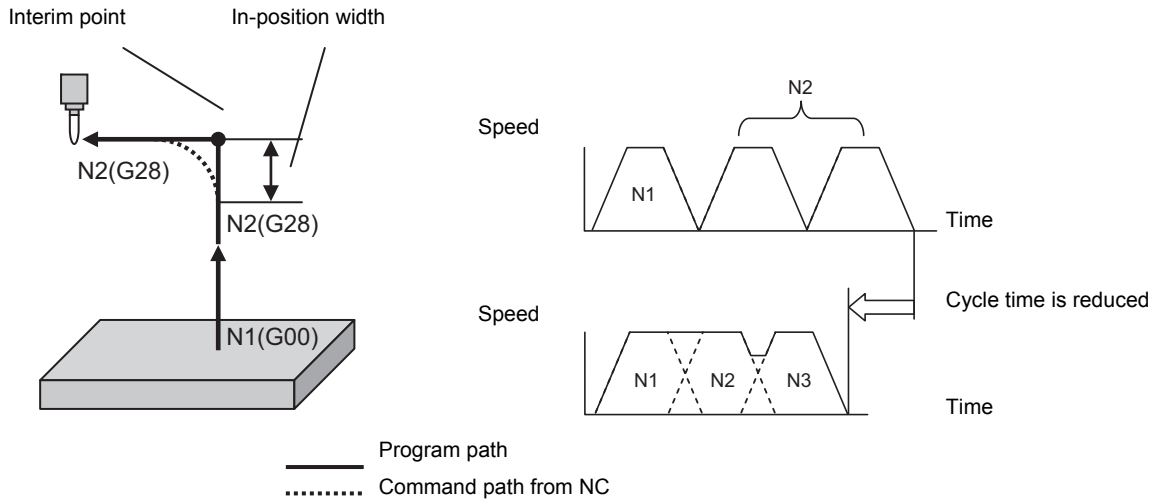 Interim point
In-position width
N2(G28)
N2(G28)
N1(G00)
N2
Speed
N1
Time
Cycle time is reduced
Speed
N1
N2
N3
Time
Program path
Command path from NC